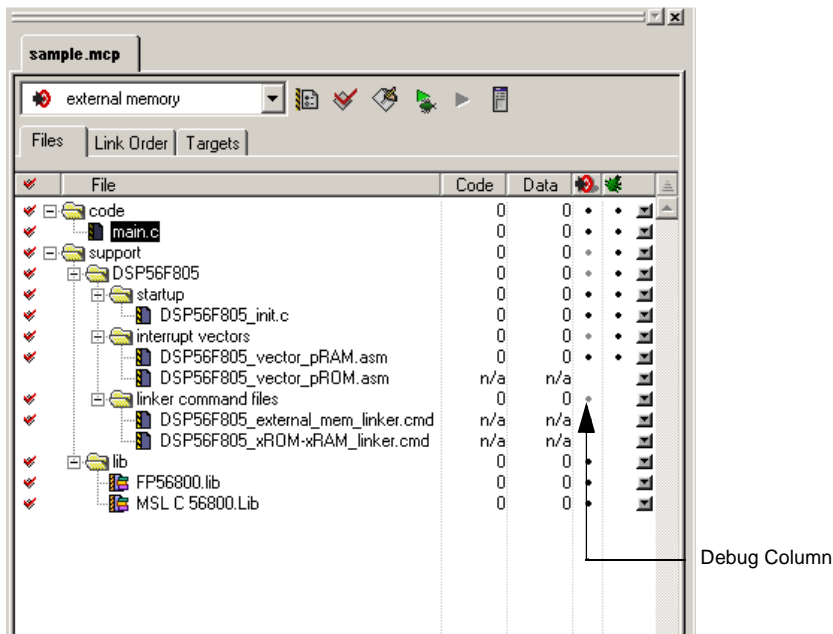 sample.mcp
external memory
Files Link Order Targets
File Code Data
code 0 0
main.c 0 0
support 0 0
DSP56F805 0 0
startup 0 0
DSP56F805_init.c 0 0
interrupt vectors 0 0
DSP56F805_vector_pRAM.asm 0 0
DSP56F805_vector_pROM.asm n/a n/a
linker command files 0 0
DSP56F805_external_mem_linker.cmd n/a n/a
DSP56F805_xROM-xRAM_linker.cmd n/a n/a
lib 0 0
FP56800.lib 0 0
MSL C 56800.Lib 0 0
Debug Column